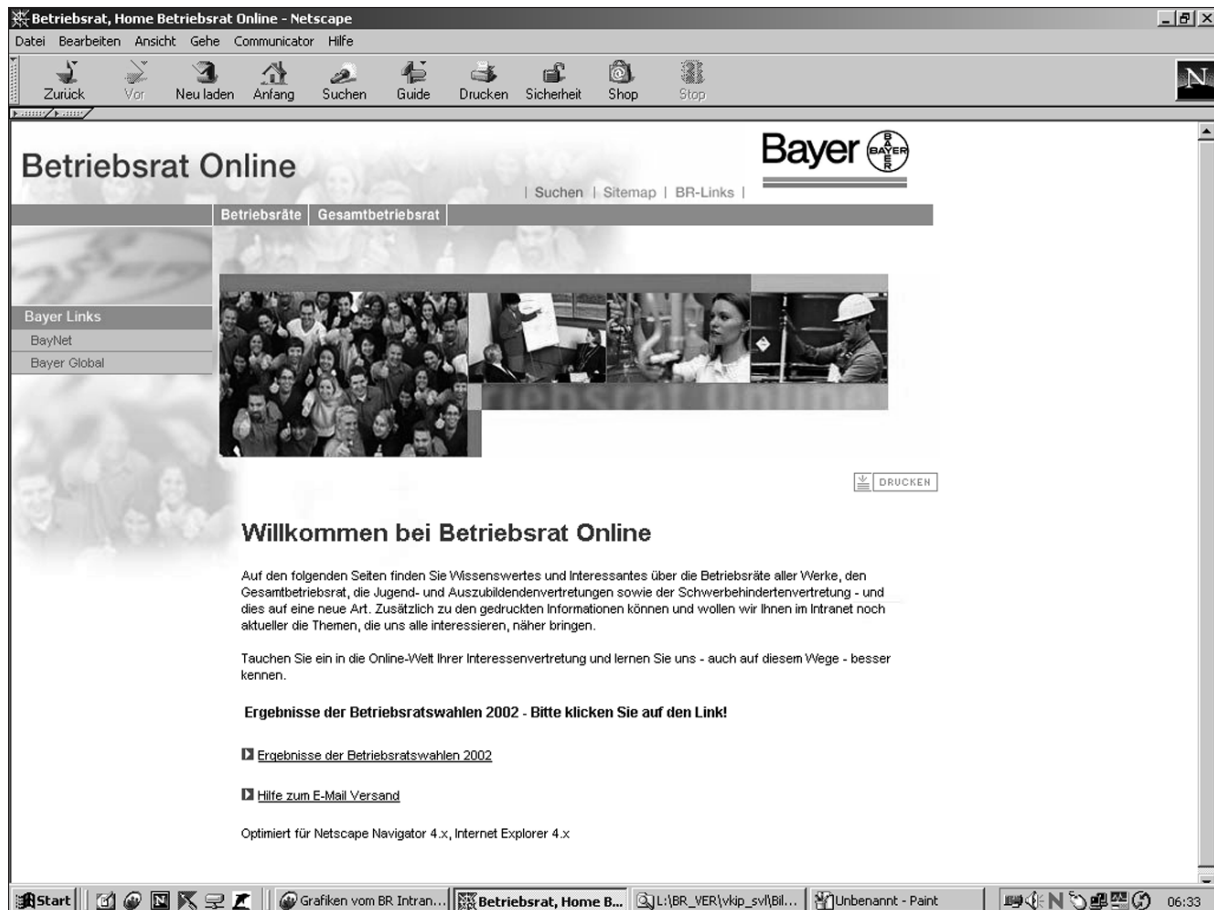 Betriebsrat, Home Betriebsrat Online - Netscape
Datei Bearbeiten Ansicht Gehe Communicator Hilfe
Zurück Vor Neu laden Anfang Suchen Guide Drucken Sicherheit Shop Stop
N
Betriebsrat Online
Bayer
BAYER
BAYER
| Suchen | Sitemap | BR-Links |
Betriebsräte Gesamtbetriebsrat
Bayer Links
BayNet
Bayer Global
DRUCKEN
Willkommen bei Betriebsrat Online
Auf den folgenden Seiten finden Sie Wissenswertes und Interessantes über die Betriebsräte aller Werke, den
Gesamtbetriebsrat, die Jugend- und Auszubildendenvertretungen sowie der Schwerbehindertenvertretung - und
dies auf eine neue Art. Zusätzlich zu den gedruckten Informationen können und wollen wir Ihnen im Intranet noch
aktueller die Themen, die uns alle interessieren, näher bringen.
Tauchen Sie ein in die Online-Welt Ihrer Interessenvertretung und lernen Sie uns - auch auf diesem Wege - besser
kennen.
Ergebnisse der Betriebsratswahlen 2002 - Bitte klicken Sie auf den Link!
Ergebnisse der Betriebsratswahlen 2002
Hilfe zum E-Mail Versand
Optimiert für Netscape Navigator 4.x, Internet Explorer 4.x
Start Grafiken vom BR Intran... Betriebsrat, Home B... L:\BR_VER\vkip_svl\Bil... Unbenannt - Paint 06:33